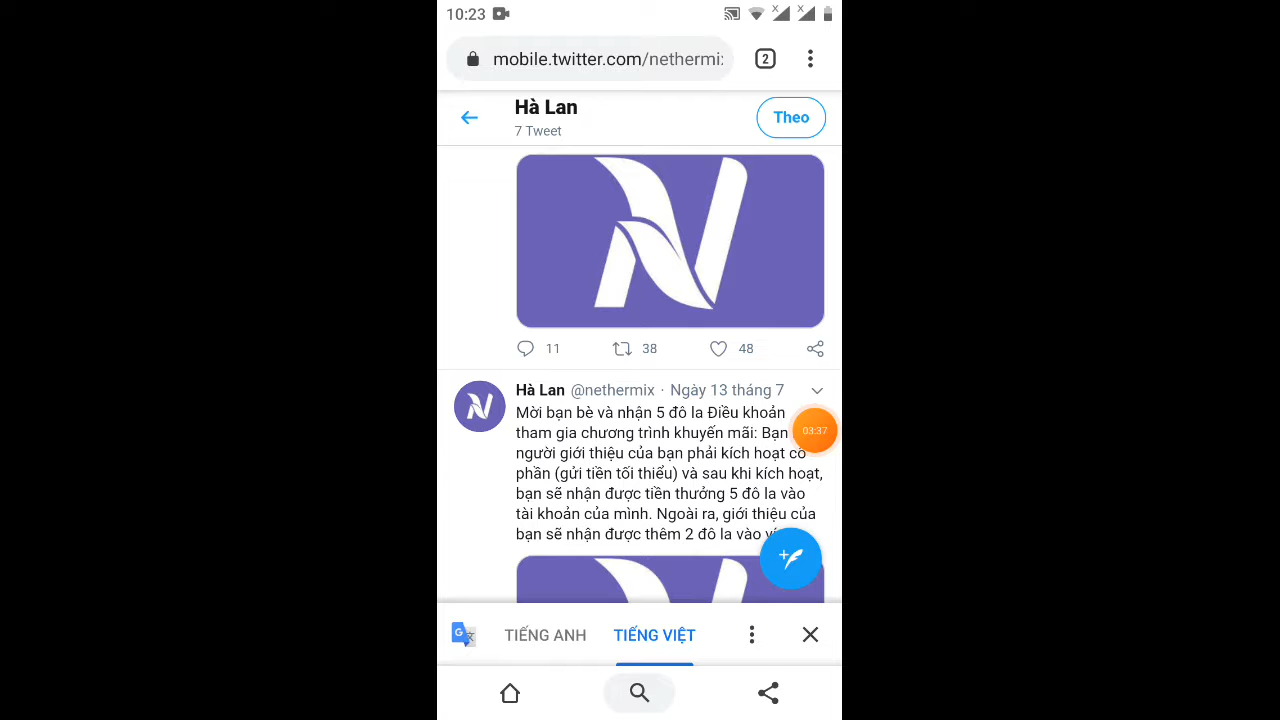 10:23
mobile.twitter.com/nethermix
2
Hà Lan
7 Tweet
Theo
11
38
48
Hà Lan @nethermix · Ngày 13 tháng 7
Mời bạn bè và nhận 5 đô la Điều khoản
tham gia chương trình khuyến mãi: Bạn
người giới thiệu của bạn phải kích hoạt cổ
03:37
phần (gửi tiền tối thiểu) và sau khi kích hoạt,
bạn sẽ nhận được tiền thưởng 5 đô la vào
tài khoản của mình. Ngoài ra, giới thiệu của
bạn sẽ nhận được thêm 2 đô la vào
TIẾNG ANH
TIẾNG VIỆT